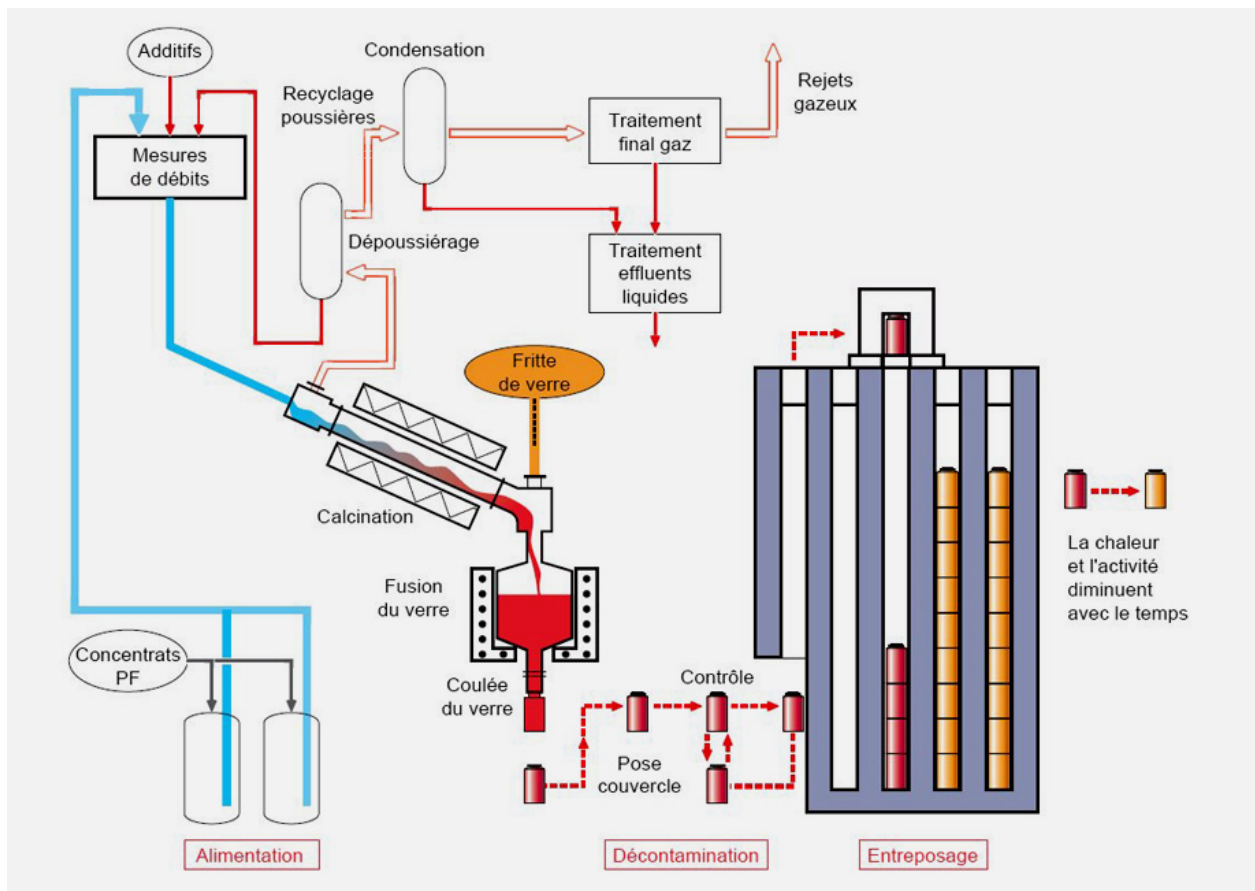 Additifs
Condensation
Recyclage
poussières
Rejets
gazeux
Mesures
de débits
Traitement
final gaz
Dépoussiérage
Traitement
effluents
liquides
Fritte
de verre
Calcination
La chaleur
et l'activité
diminuent
avec le temps
Fusion
du verre
Concentrats
PF
Coulée
du verre
Contrôle
Pose
couvercle
Alimentation
Décontamination
Entreposage